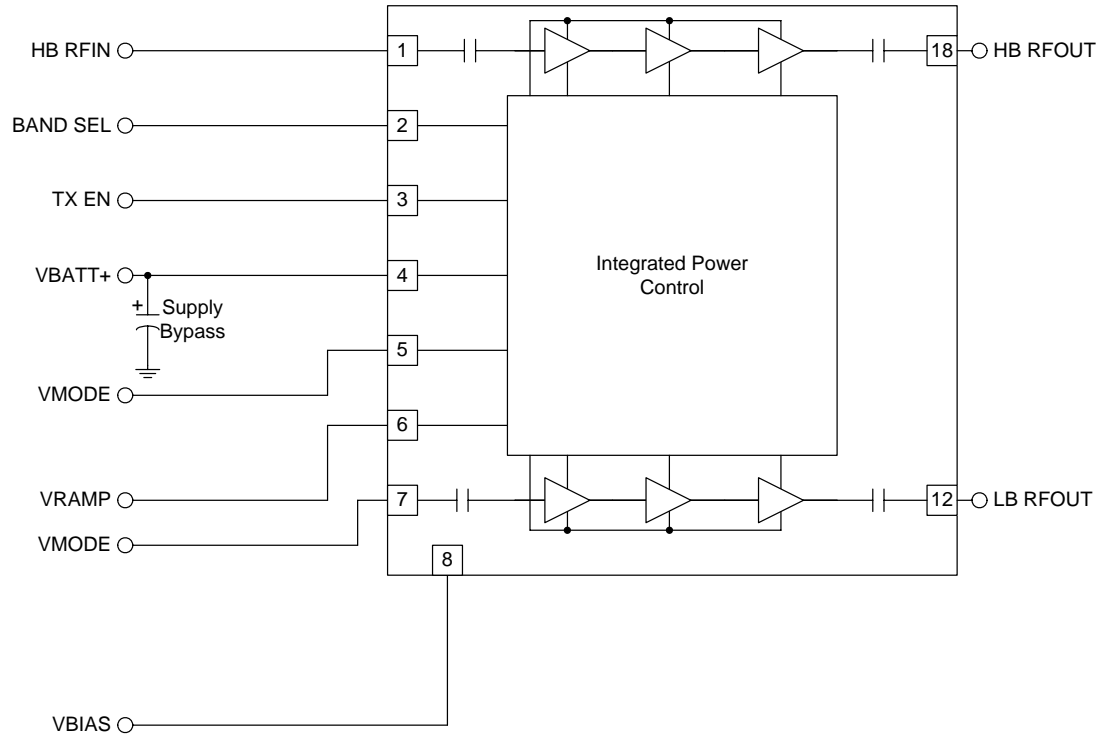 HB RFIN
1
18
HB RFOUT
BAND SEL
2
TX EN
3
VBATT+
4
Integrated Power
Control
+
Supply
Bypass
5
VMODE
6
VRAMP
7
12
LB RFOUT
VMODE
8
VBIAS